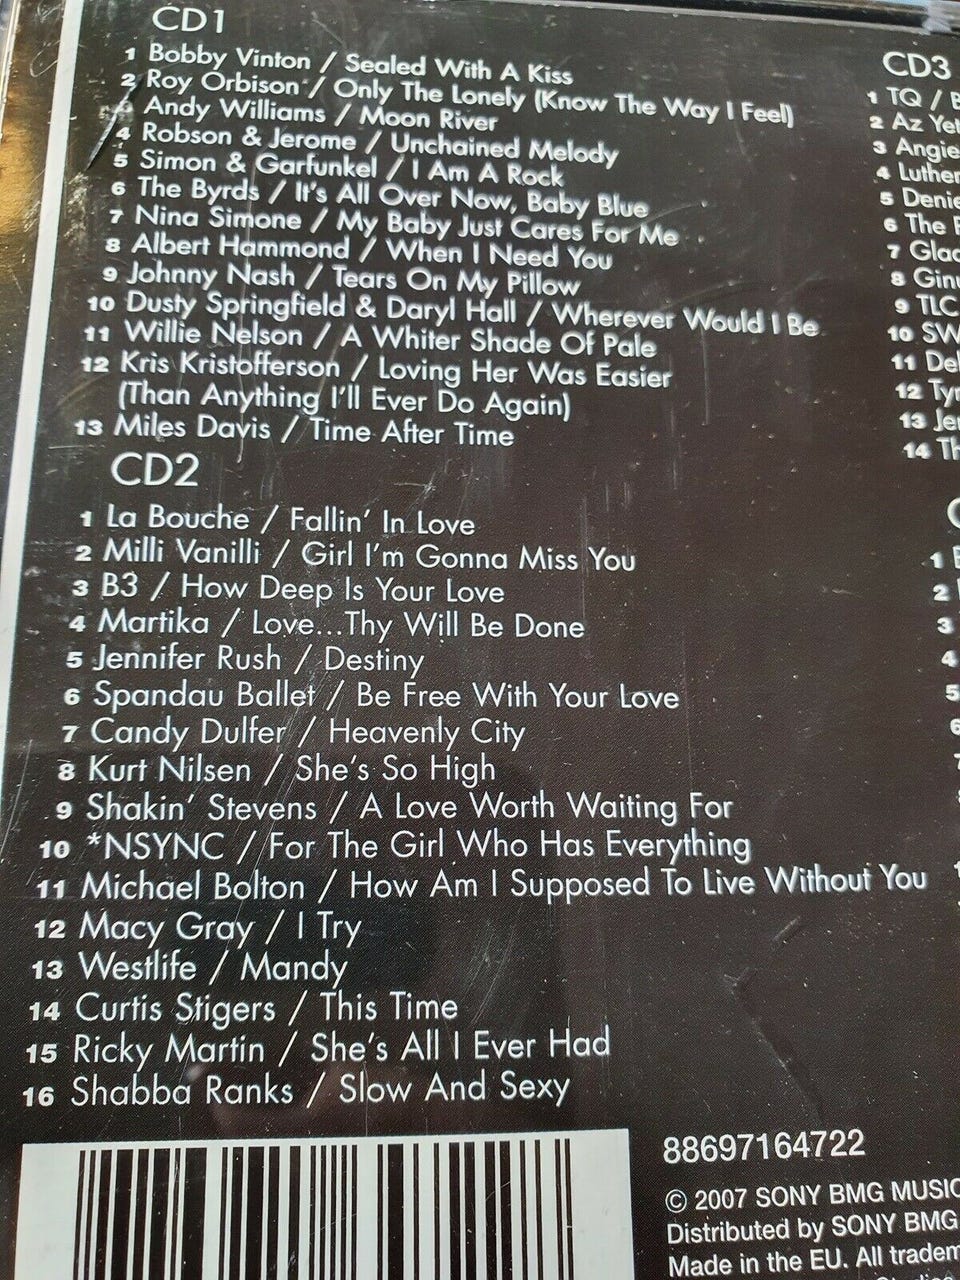 CD1
1 Bobby Vinton / Sealed With A Kiss
2 Roy Orbison / Only The Lonely (Know The Way I Feel)
Andy Williams / Moon River
4 Robson & Jerome / Unchained Melody
5 Simon & Garfunkel / I Am A Rock
6 The Byrds / It's All Over Now, Baby Blue
7 Nina Simone / My Baby Just Cares For Me
8 Albert Hammond / When I Need You
9 Johnny Nash / Tears On My Pillow
10 Dusty Springfield & Daryl Hall / Wherever Would I Be
11 Willie Nelson / A Whiter Shade Of Pale
12 Kris Kristofferson / Loving Her Was Easier
(Than Anything I'll Ever Do Again)
13 Miles Davis / Time After Time
CD2
1 La Bouche / Fallin' In Love
2 Milli Vanilli / Girl I'm Gonna Miss You
3 B3 / How Deep Is Your Love
4 Martika / Love...Thy Will Be Done
5 Jennifer Rush / Destiny
6 Spandau Ballet / Be Free With Your Love
7 Candy Dulfer / Heavenly City
8 Kurt Nilsen / She's So High
9 Shakin' Stevens / A Love Worth Waiting For
10 *NSYNC / For The Girl Who Has Everything
11 Michael Bolton / How Am I Supposed To Live Without You
12 Macy Gray / I Try
13 Westlife / Mandy
14 Curtis Stigers / This Time
15 Ricky Martin / She's All I Ever Had
16 Shabba Ranks / Slow And Sexy
CD3
1 TQ /
2 Az Yet
3 Angie
4 Luther
5
6 The
7
8
9 TLC
10 SW
11
12
13
14
1
2
3
4
5
6
88697164722
© 2007 SONY BMG MUSIC
Distributed by SONY BMG
Made in the EU. All